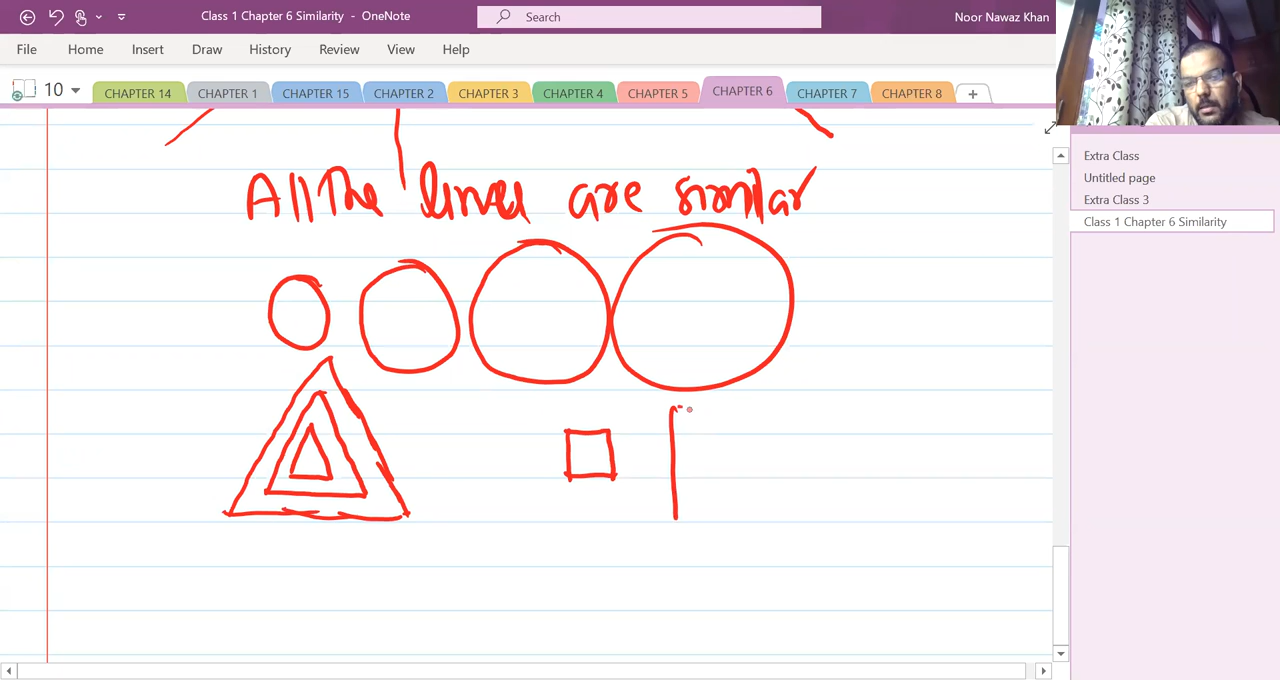 Class 1 Chapter 6 Similarity - OneNote
Search
Noor Nawaz Khan
File Home Insert Draw History Review View Help
10 CHAPTER 14 CHAPTER 1 CHAPTER 15 CHAPTER 2 CHAPTER 3 CHAPTER 4 CHAPTER 5 CHAPTER 6 CHAPTER 7 CHAPTER 8
Extra Class
Untitled page
Extra Class 3
Class 1 Chapter 6 Similarity
All The lines are similar